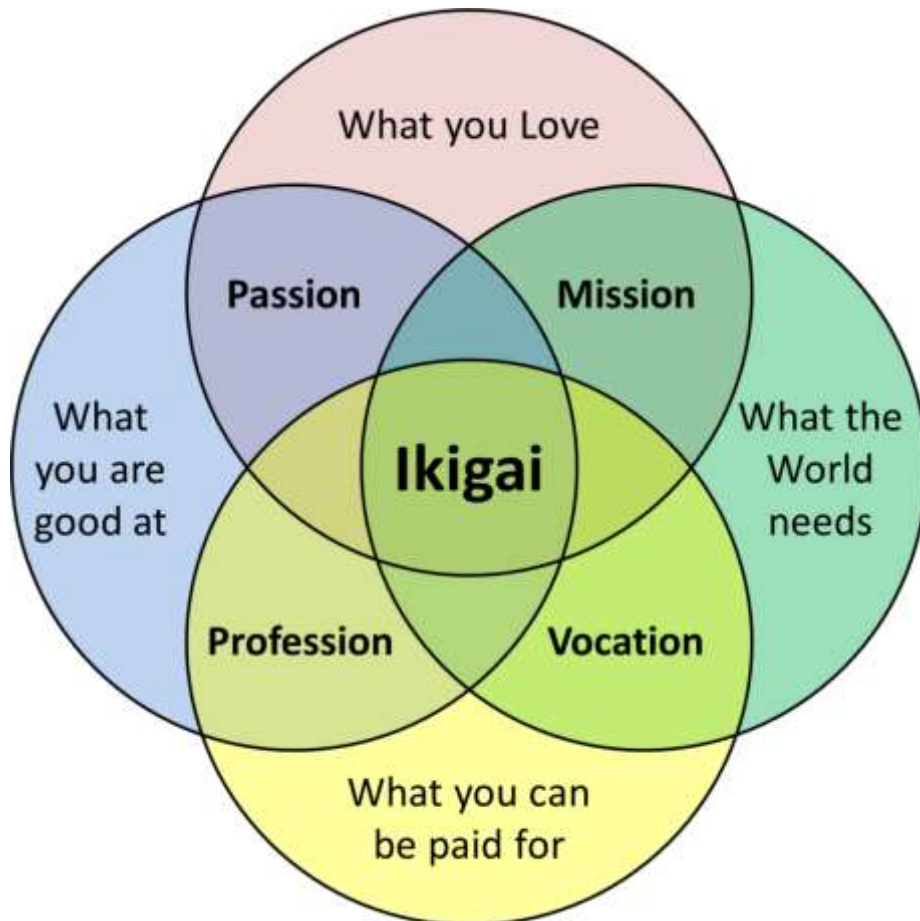 What you Love
Passion
Mission
What
you are
good at
Ikigai
What the
World
needs
Profession
Vocation
What you can
be paid for